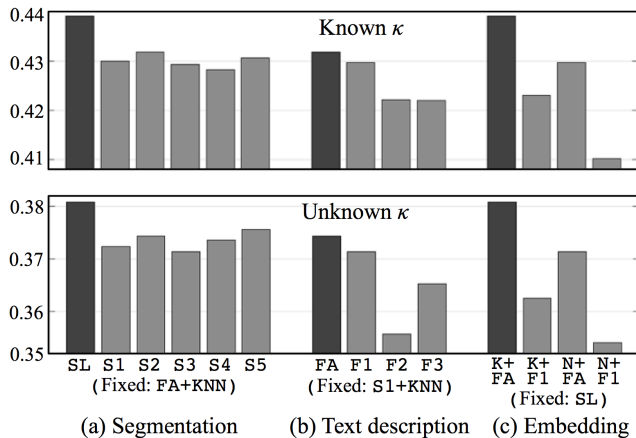 0.44
0.43
0.42
0.41
Known κ
0.38
0.37
0.36
0.35
Unknown κ
SL S1 S2 S3 S4 S5
(Fixed: FA+KNN)
FA F1 F2 F3
(Fixed: S1+KNN)
K+ K+ N+ N+
FA F1 FA F1
(Fixed: SL)
(a) Segmentation (b) Text description (c) Embedding